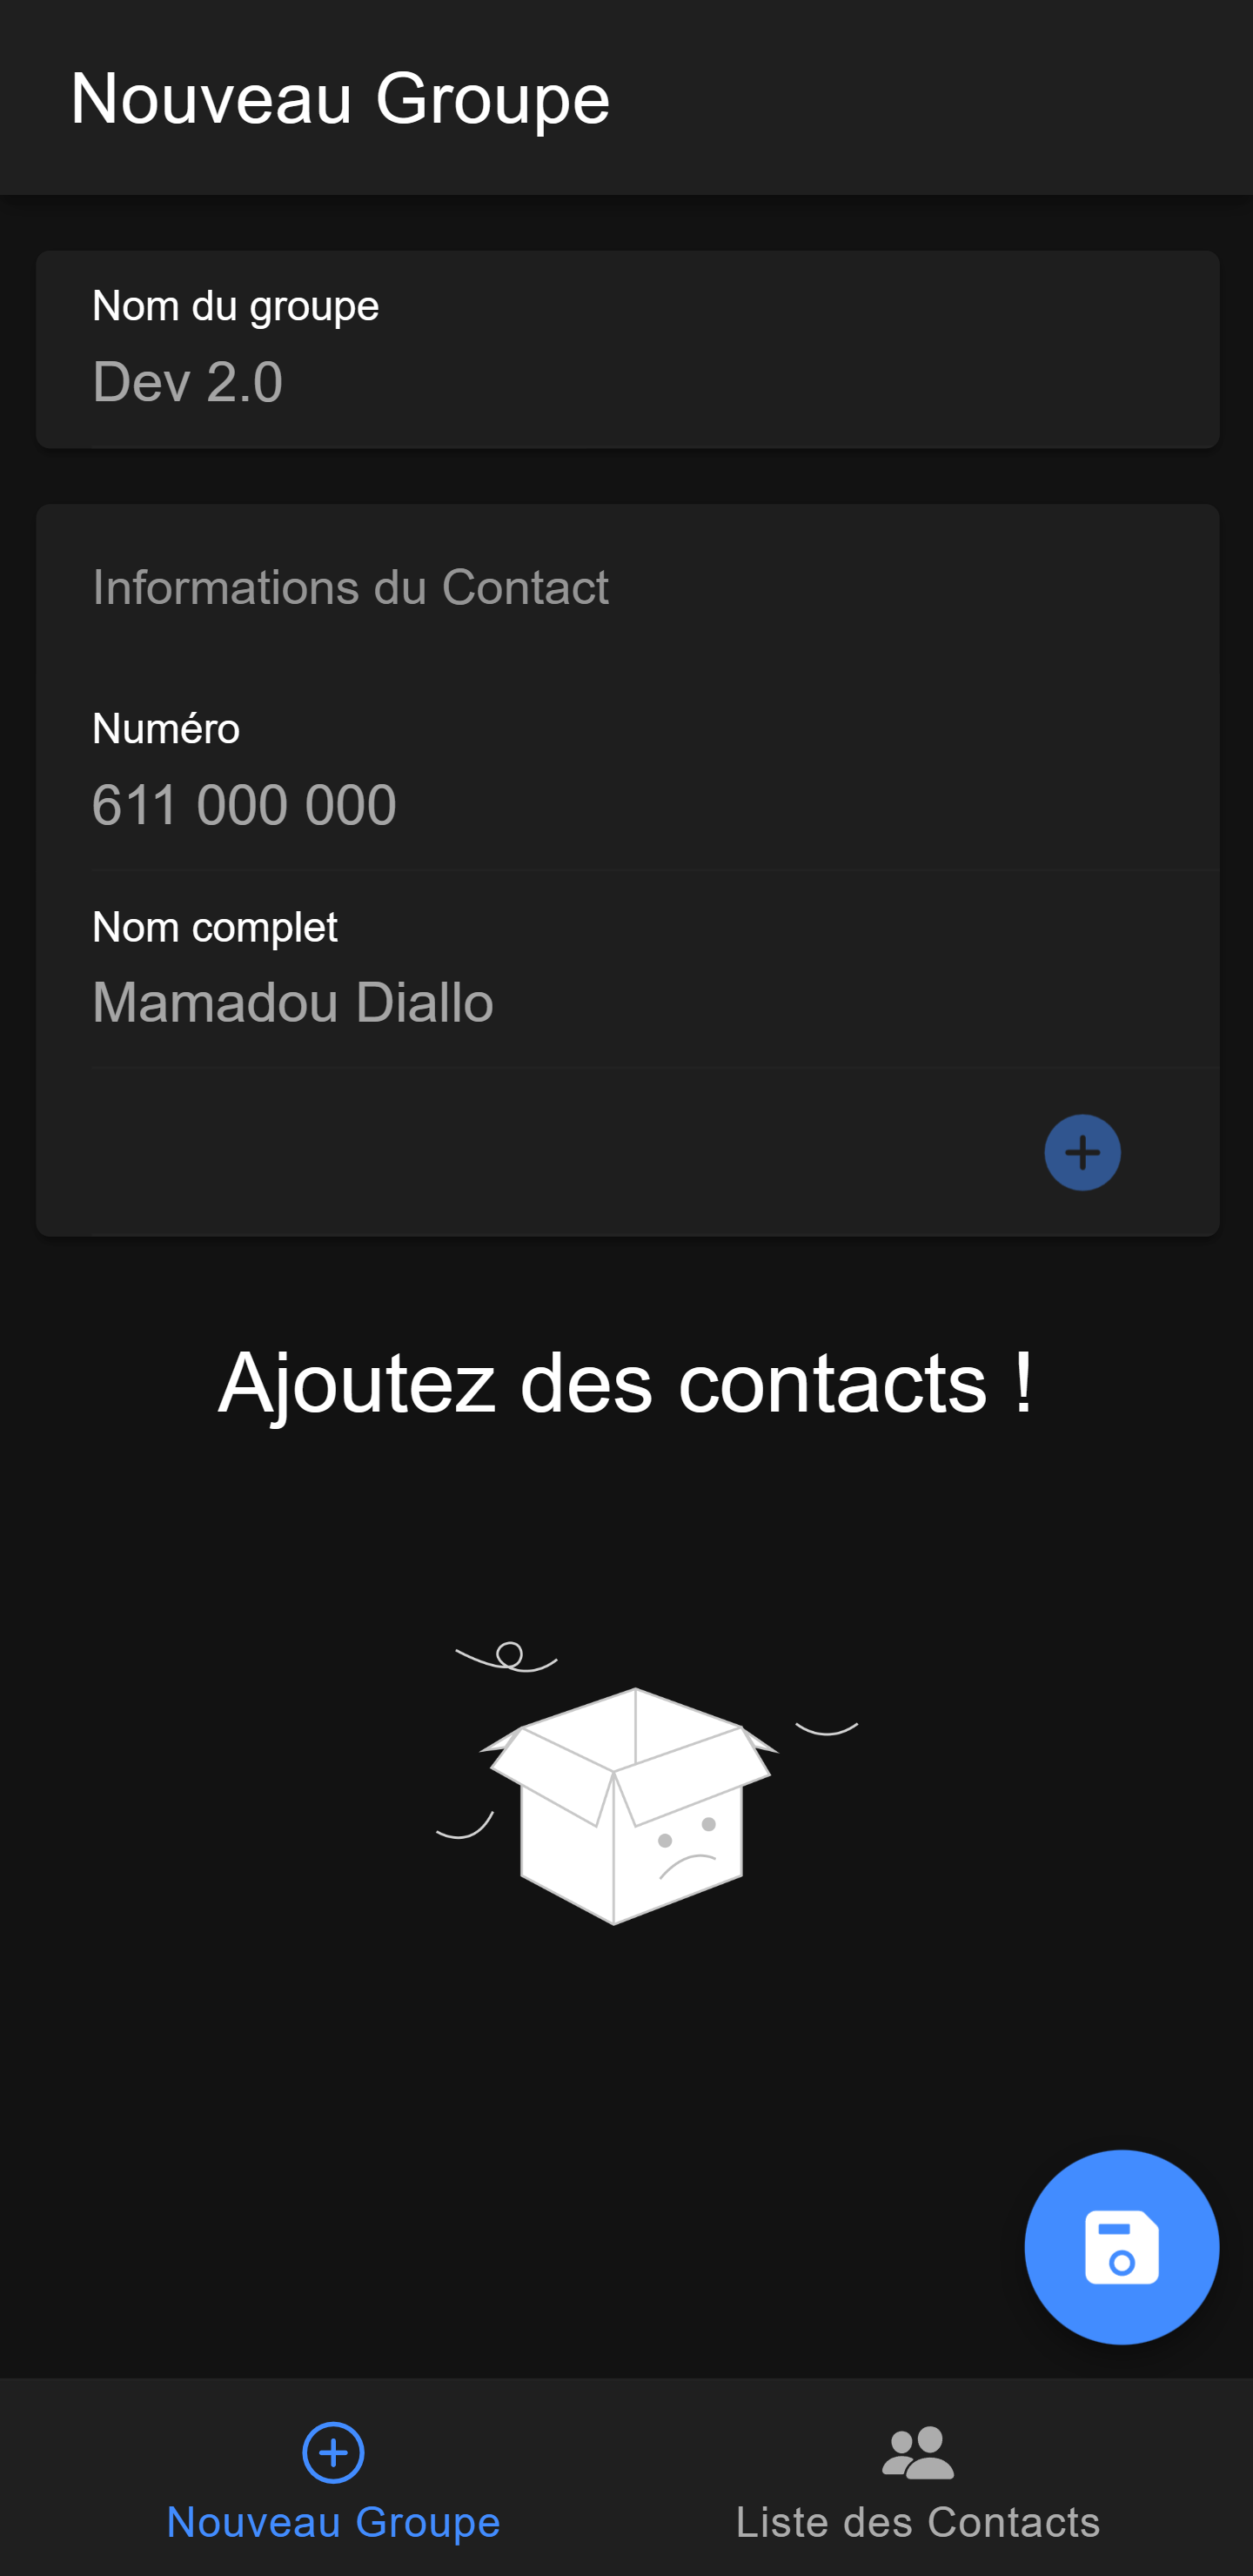 Nouveau Groupe
Nom du groupe
Dev 2.0
Informations du Contact
Numéro
611 000 000
Nom complet
Mamadou Diallo
Ajoutez des contacts !
Nouveau Groupe
Liste des Contacts